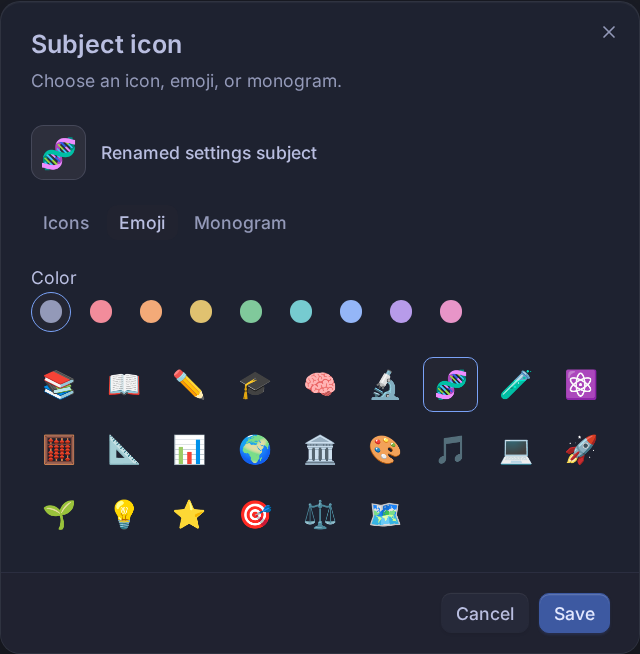 Subject icon
Choose an icon, emoji, or monogram.
Renamed settings subject
Icons Emoji Monogram
Color
Cancel Save